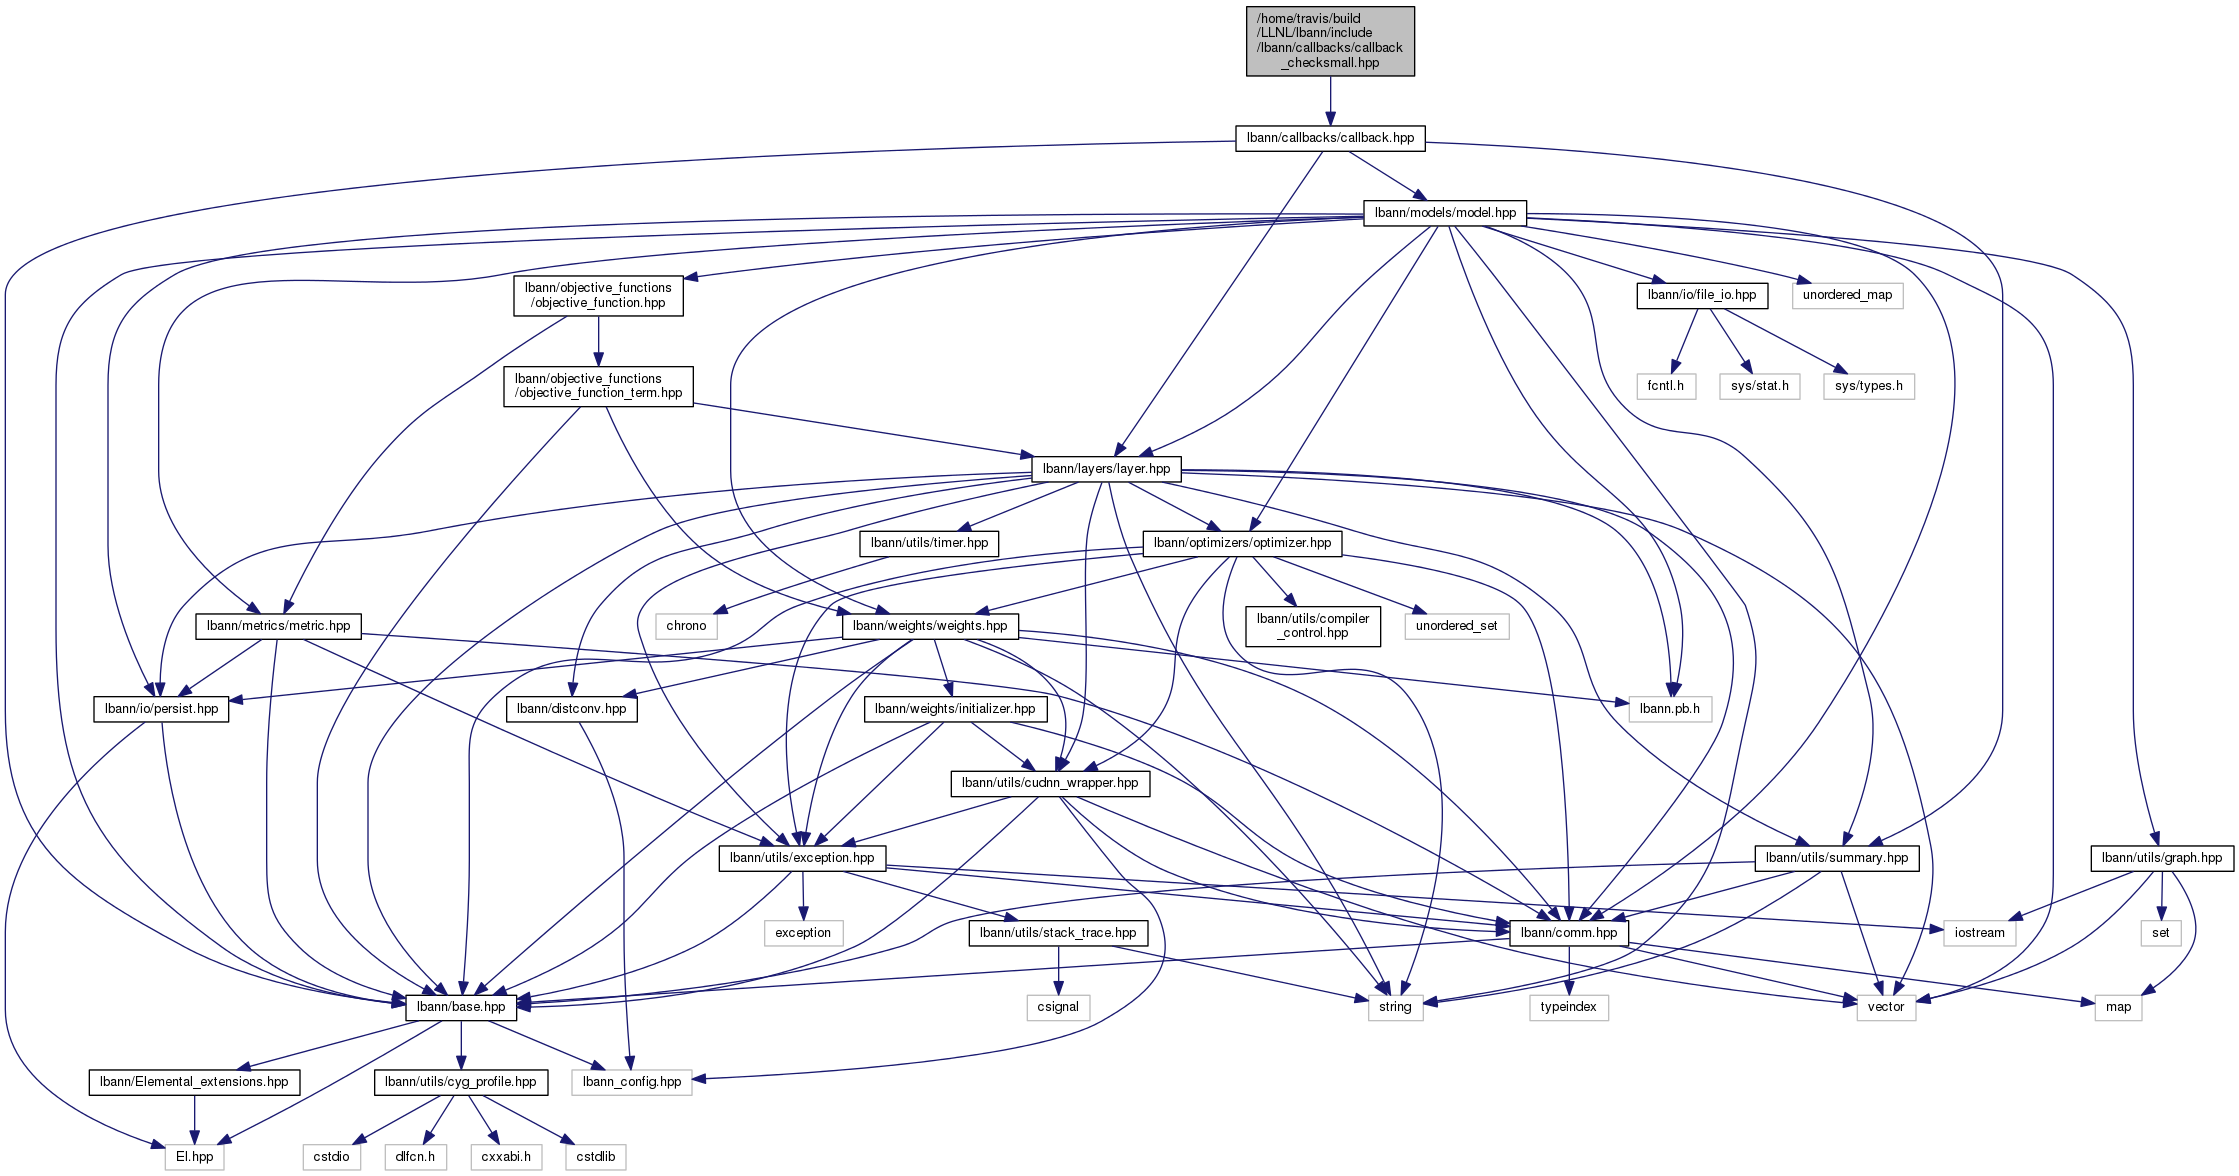 /home/travis/build
/LLNL/lbann/include
/lbann/callbacks/callback
_checksmall.hpp
lbann/callbacks/callback.hpp
lbann/models/model.hpp
lbann/objective_functions
/objective_function.hpp
lbann/io/file_io.hpp
unordered_map
lbann/objective_functions
/objective_function_term.hpp
fcntl.h
sys/stat.h
sys/types.h
lbann/layers/layer.hpp
lbann/utils/timer.hpp
lbann/optimizers/optimizer.hpp
lbann/metrics/metric.hpp
chrono
lbann/weights/weights.hpp
lbann/utils/compiler
_control.hpp
unordered_set
lbann/io/persist.hpp
lbann/distconv.hpp
lbann/weights/initializer.hpp
lbann.pb.h
lbann/utils/cudnn_wrapper.hpp
lbann/utils/exception.hpp
lbann/utils/summary.hpp
lbann/utils/graph.hpp
exception
lbann/utils/stack_trace.hpp
lbann/comm.hpp
iostream
set
lbann/base.hpp
csignal
string
typeindex
vector
map
lbann/Elemental_extensions.hpp
lbann/utils/cyg_profile.hpp
lbann_config.hpp
El.hpp
cstdio
dlfcn.h
cxxabi.h
cstdlib